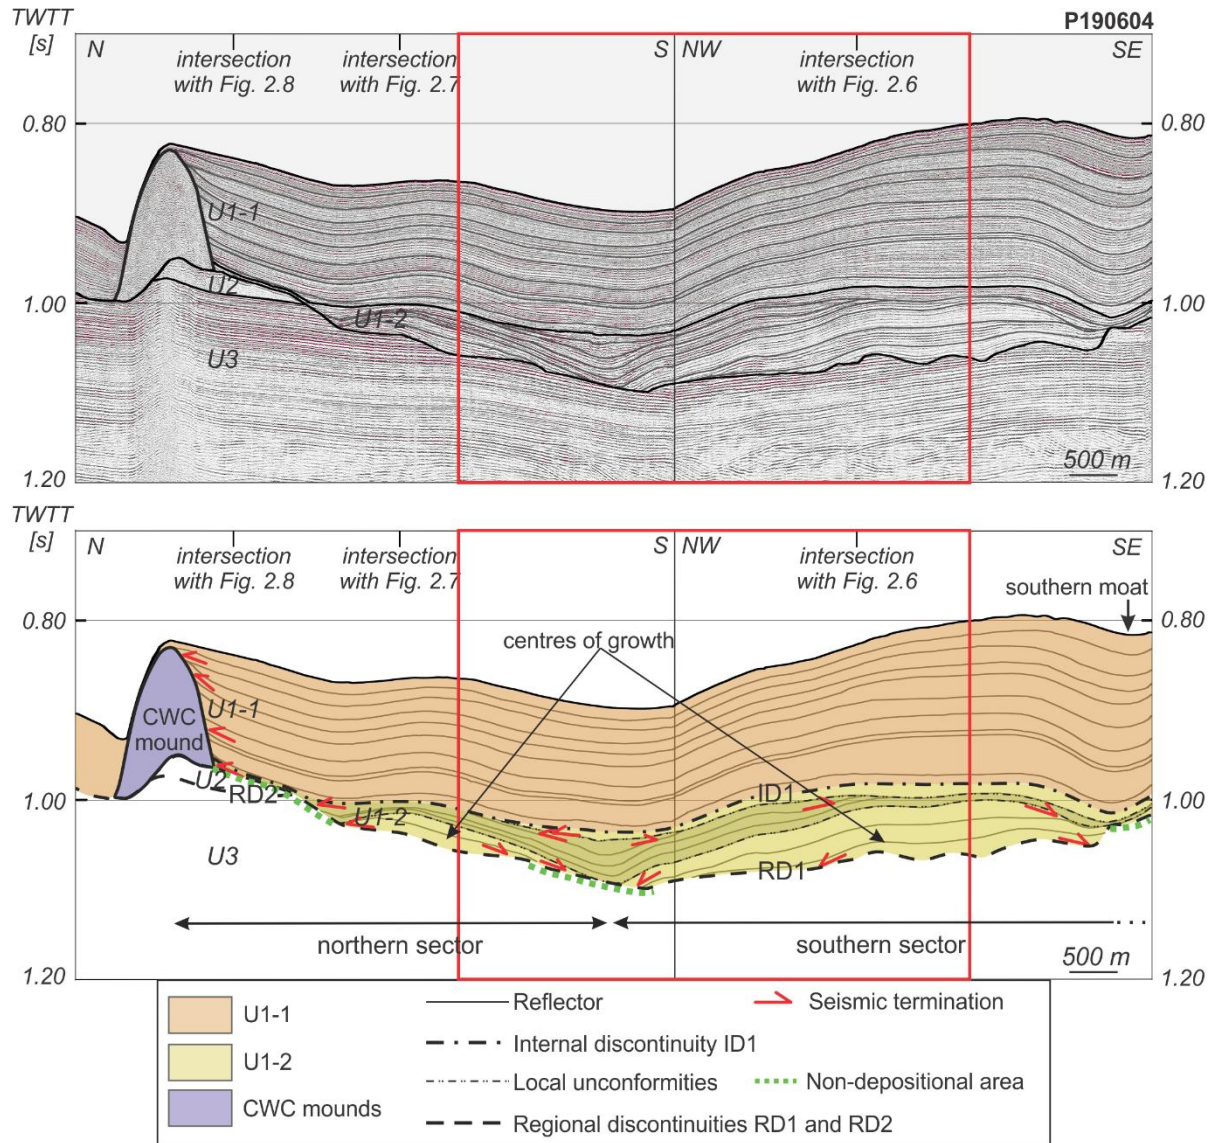 TWTT
[s]
P190604
N
intersection
with Fig. 2.8
intersection
with Fig. 2.7
S
NW
intersection
with Fig. 2.6
SE
0.80
0.80
U1-1
U2
1.00
U1-2
1.00
U3
500 m
1.20
1.20
TWTT
[s]
N
intersection
with Fig. 2.8
intersection
with Fig. 2.7
S
NW
intersection
with Fig. 2.6
SE
southern moat
0.80
0.80
centres of growth
U1-1
CWC
mound
U2
RD2
ID1
1.00
U1-2
1.00
U3
RD1
northern sector
southern sector
500 m
1.20
1.20
U1-1
Reflector
Seismic termination
Internal discontinuity ID1
U1-2
Local unconformities
Non-depositional area
CWC mounds
Regional discontinuities RD1 and RD2